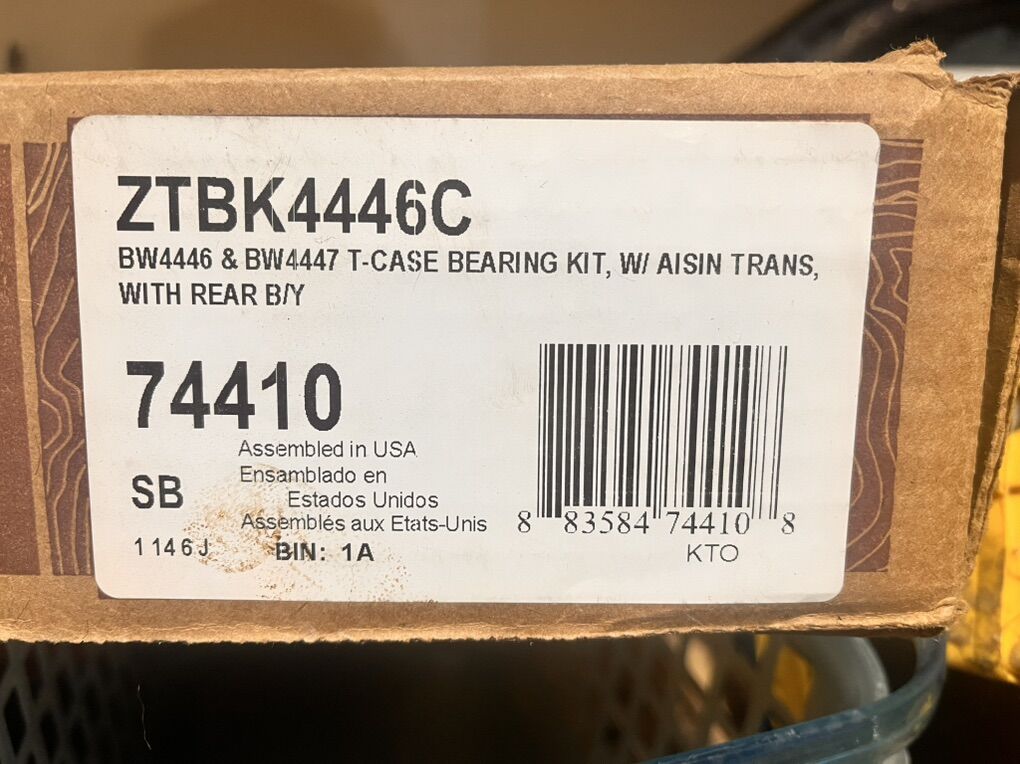 ZTBK4446C
BW4446 & BW4447 T-CASE BEARING KIT, W/ AISIN TRANS,
WITH REAR B/Y
74410
Assembled in USA
Ensamblado en
Estados Unidos
Assemblés aux Etats-Unis
SB
1146J
BIN: 1A
8 83584 74410 8
KTO